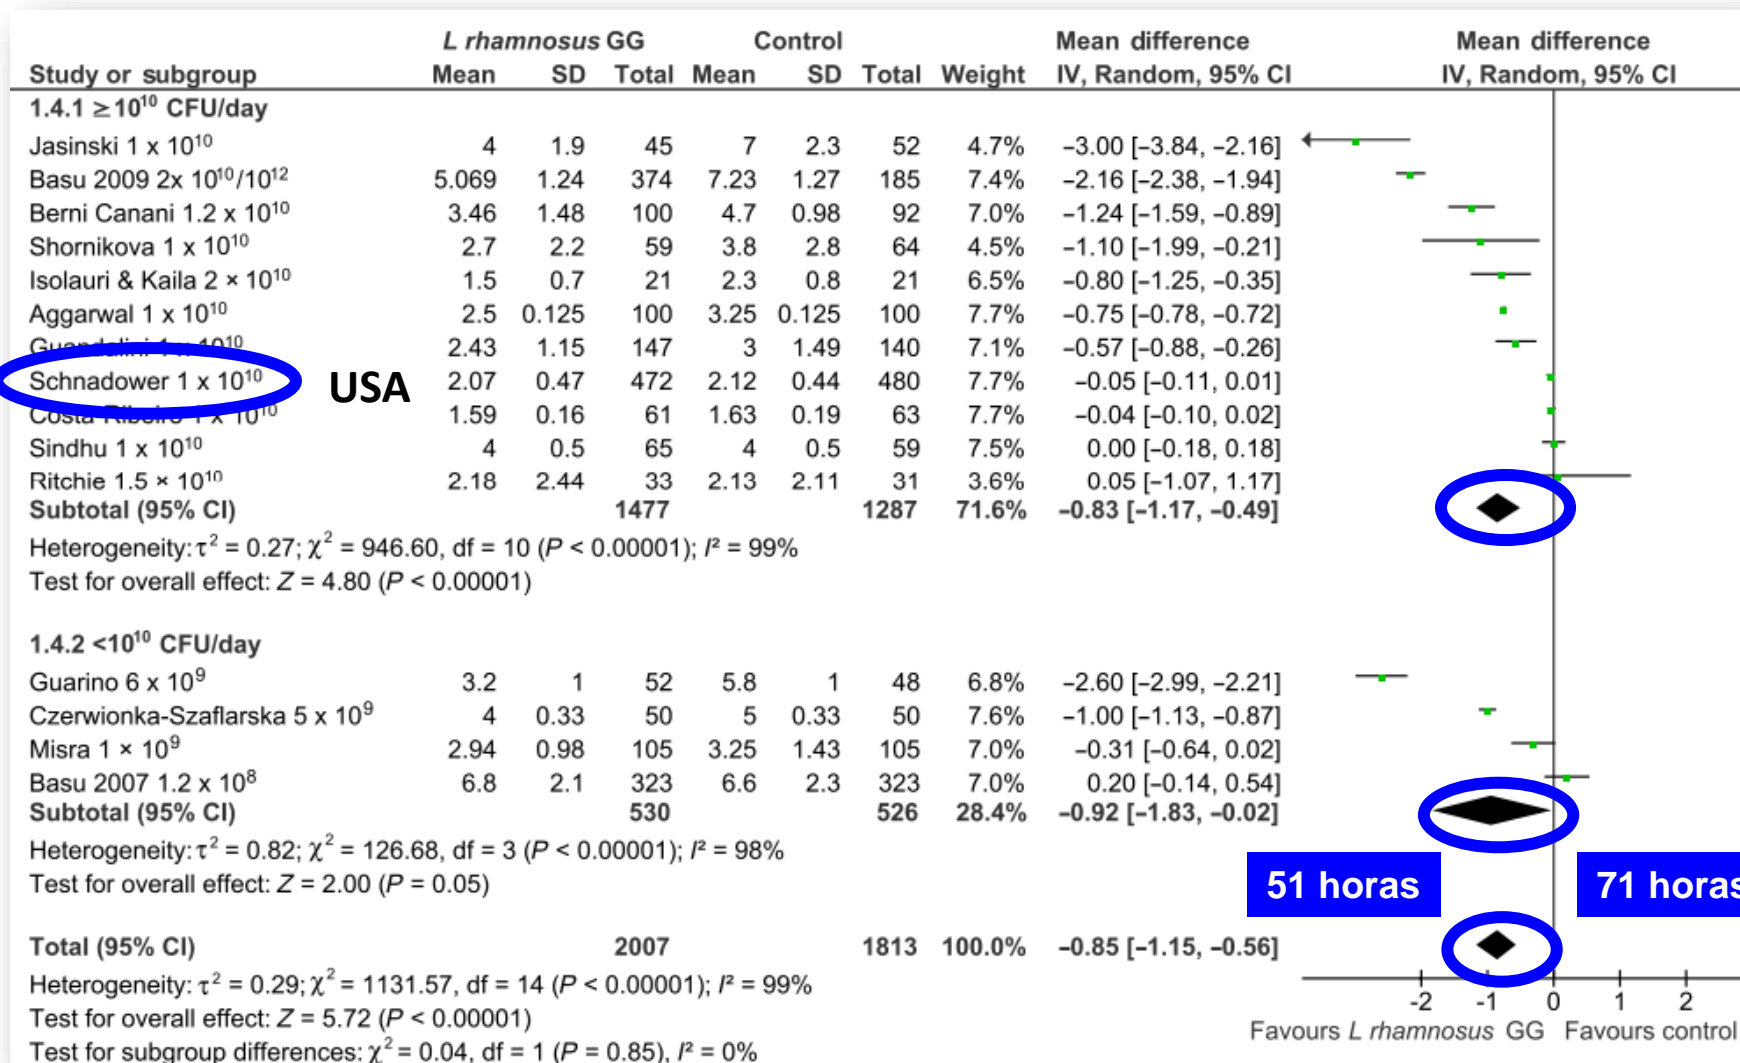 L rhamnosus GG Control Mean difference Mean difference
Study or subgroup Mean SD Total Mean SD Total Weight IV, Random, 95% CI IV, Random, 95% CI
1.4.1 ≥10¹⁰ CFU/day
Jasinski 1 x 10¹⁰ 4 1.9 45 7 2.3 52 4.7% −3.00 [−3.84, −2.16]
Basu 2009 2x 10¹⁰/10¹² 5.069 1.24 374 7.23 1.27 185 7.4% −2.16 [−2.38, −1.94]
Berni Canani 1.2 x 10¹⁰ 3.46 1.48 100 4.7 0.98 92 7.0% −1.24 [−1.59, −0.89]
Shornikova 1 x 10¹⁰ 2.7 2.2 59 3.8 2.8 64 4.5% −1.10 [−1.99, −0.21]
Isolauri & Kaila 2 × 10¹⁰ 1.5 0.7 21 2.3 0.8 21 6.5% −0.80 [−1.25, −0.35]
Aggarwal 1 x 10¹⁰ 2.5 0.125 100 3.25 0.125 100 7.7% −0.75 [−0.78, −0.72]
Guandalini 1 x 10¹⁰ 2.43 1.15 147 3 1.49 140 7.1% −0.57 [−0.88, −0.26]
Schnadower 1 x 10¹⁰ USA 2.07 0.47 472 2.12 0.44 480 7.7% −0.05 [−0.11, 0.01]
Costa Ribeiro 1 x 10¹⁰ 1.59 0.16 61 1.63 0.19 63 7.7% −0.04 [−0.10, 0.02]
Sindhu 1 x 10¹⁰ 4 0.5 65 4 0.5 59 7.5% 0.00 [−0.18, 0.18]
Ritchie 1.5 × 10¹⁰ 2.18 2.44 33 2.13 2.11 31 3.6% 0.05 [−1.07, 1.17]
Subtotal (95% CI) 1477 1287 71.6% −0.83 [−1.17, −0.49]
Heterogeneity: τ² = 0.27; χ² = 946.60, df = 10 (P < 0.00001); I² = 99%
Test for overall effect: Z = 4.80 (P < 0.00001)
1.4.2 <10¹⁰ CFU/day
Guarino 6 x 10⁹ 3.2 1 52 5.8 1 48 6.8% −2.60 [−2.99, −2.21]
Czerwionka-Szaflarska 5 x 10⁹ 4 0.33 50 5 0.33 50 7.6% −1.00 [−1.13, −0.87]
Misra 1 × 10⁹ 2.94 0.98 105 3.25 1.43 105 7.0% −0.31 [−0.64, 0.02]
Basu 2007 1.2 x 10⁸ 6.8 2.1 323 6.6 2.3 323 7.0% 0.20 [−0.14, 0.54]
Subtotal (95% CI) 530 526 28.4% −0.92 [−1.83, −0.02]
Heterogeneity: τ² = 0.82; χ² = 126.68, df = 3 (P < 0.00001); I² = 98%
Test for overall effect: Z = 2.00 (P = 0.05)
51 horas 71 horas
Total (95% CI) 2007 1813 100.0% −0.85 [−1.15, −0.56]
Heterogeneity: τ² = 0.29; χ² = 1131.57, df = 14 (P < 0.00001); I² = 99%
-2 -1 0 1 2
Test for overall effect: Z = 5.72 (P < 0.00001)
Favours L rhamnosus GG Favours control
Test for subgroup differences: χ² = 0.04, df = 1 (P = 0.85), I² = 0%